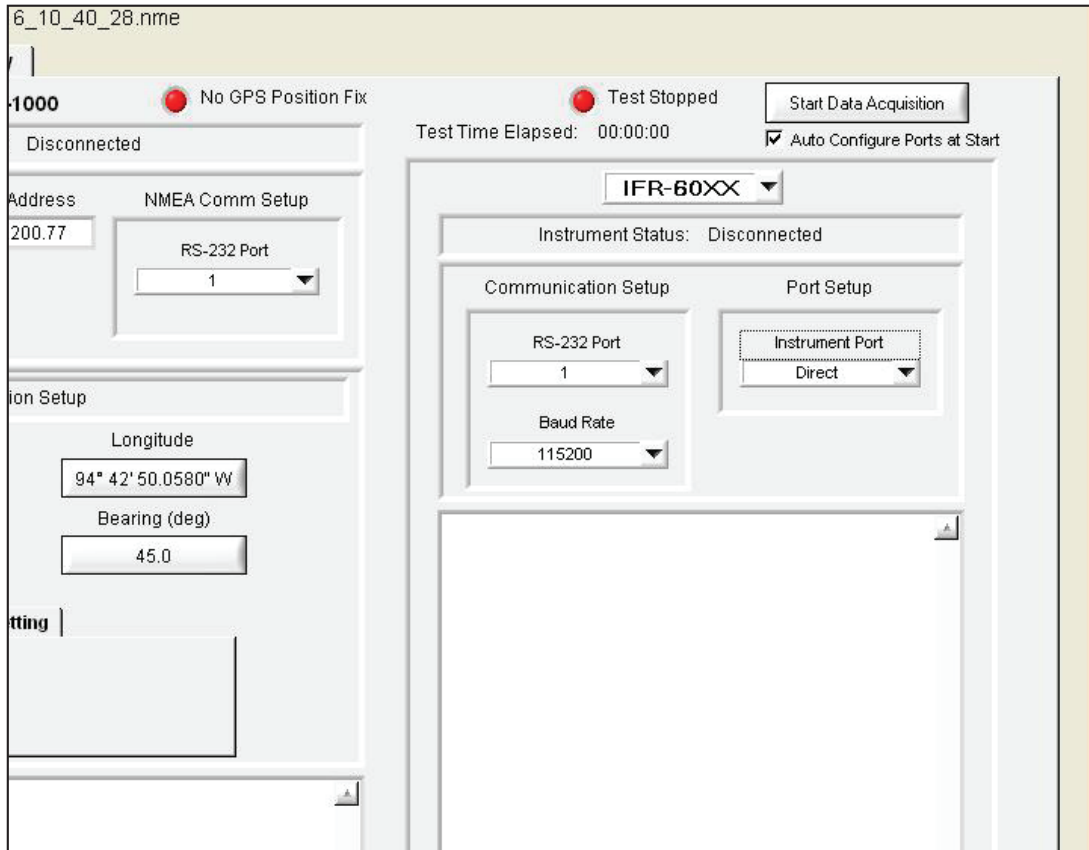 6_10_40_28.nme
-1000
No GPS Position Fix
Disconnected
Address
200.77
NMEA Comm Setup
RS-232 Port
1
ion Setup
Longitude
94° 42' 50.0580" W
Bearing (deg)
45.0
tting
Test Stopped
Start Data Acquisition
Test Time Elapsed: 00:00:00
Auto Configure Ports at Start
IFR-60XX
Instrument Status: Disconnected
Communication Setup
RS-232 Port
1
Baud Rate
115200
Port Setup
Instrument Port
Direct